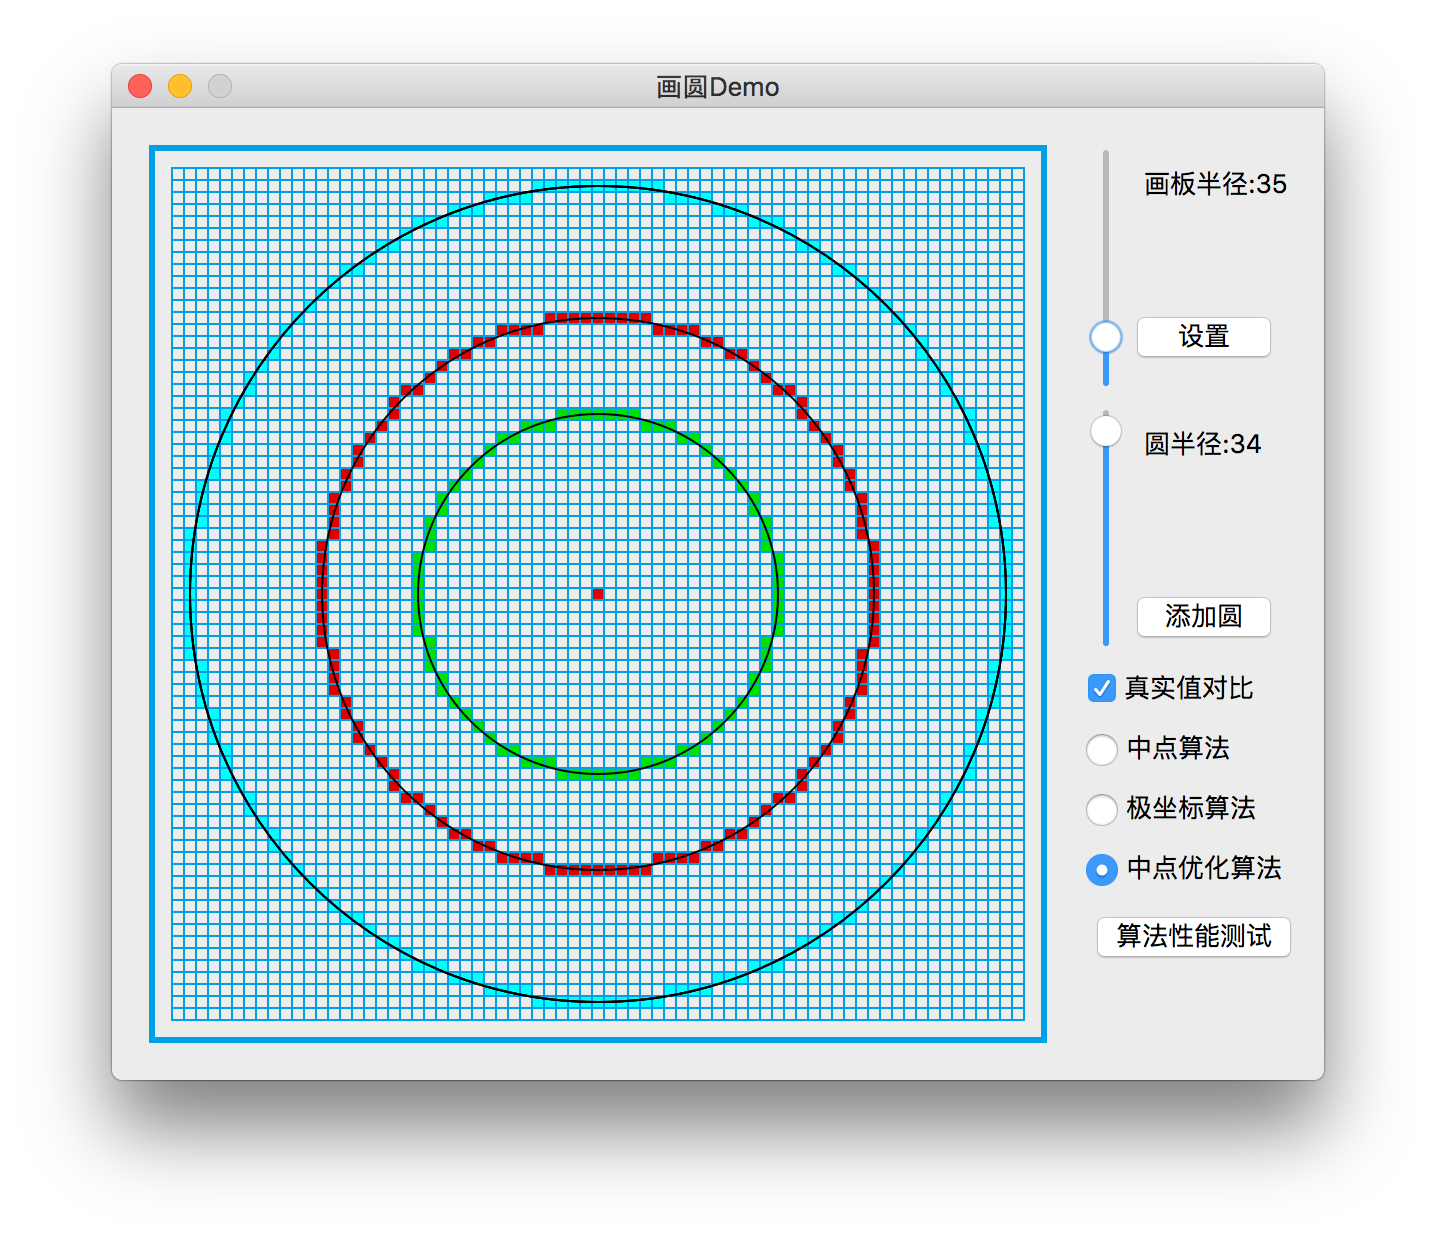 画圆Demo
画板半径:35
设置
圆半径:34
添加圆
真实值对比
中点算法
极坐标算法
中点优化算法
算法性能测试